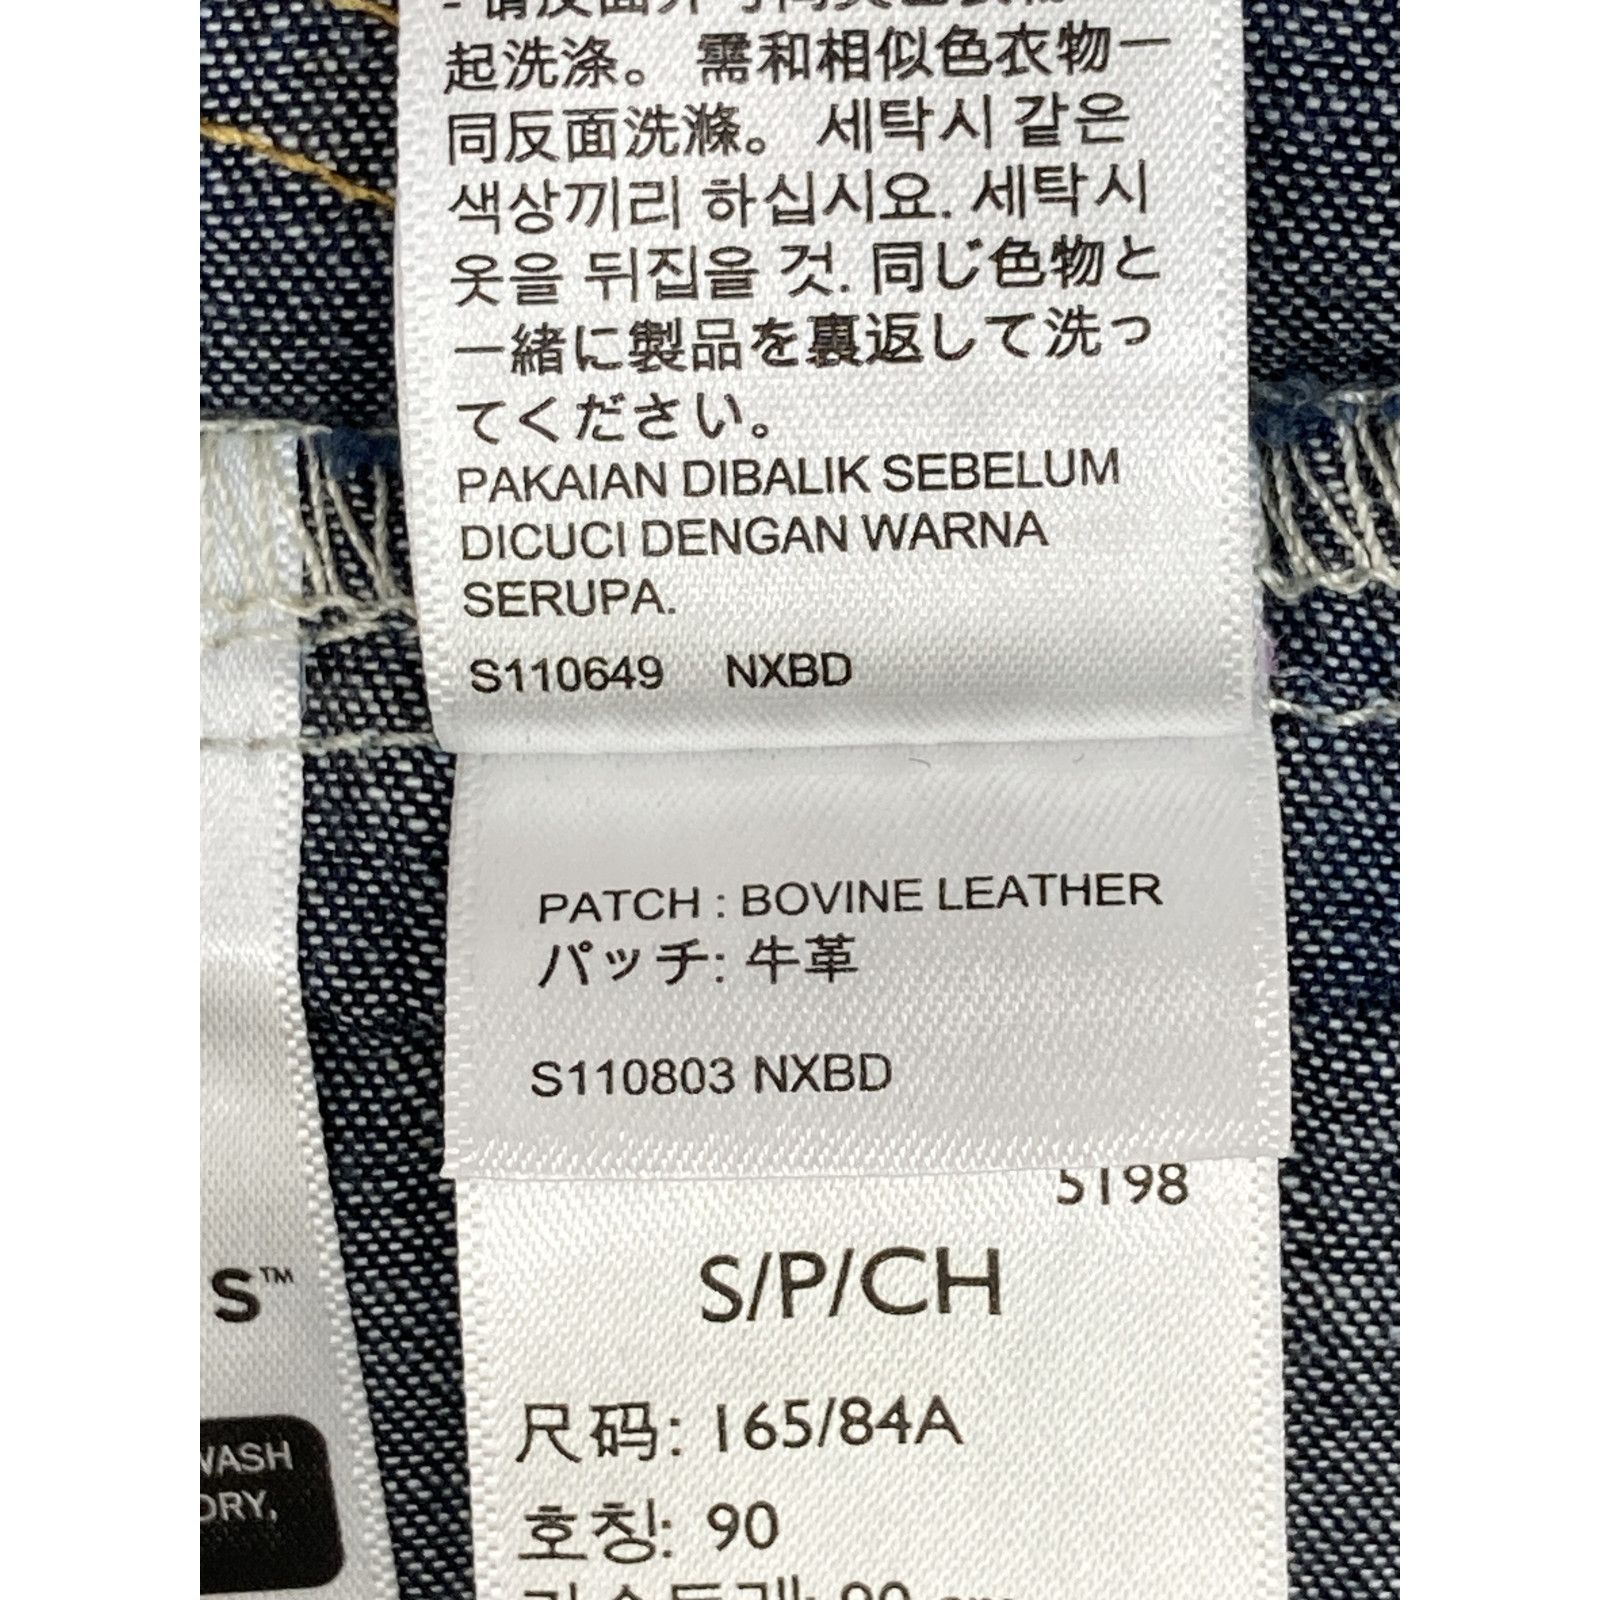 起洗涤。 需和相似色衣物一
同反面洗滌。 세탁시 같은
색상끼리 하십시요. 세탁시
옷을 뒤집을 것. 同じ色物と
一緒に製品を裏返して洗っ
てください。
PAKAIAN DIBALIK SEBELUM
DICUCI DENGAN WARNA
SERUPA.
S110649 NXBD
PATCH : BOVINE LEATHER
パッチ: 牛革
S110803 NXBD
5198
S/P/CH
尺码: 165/84A
호칭: 90
S™
WASH
DRY,